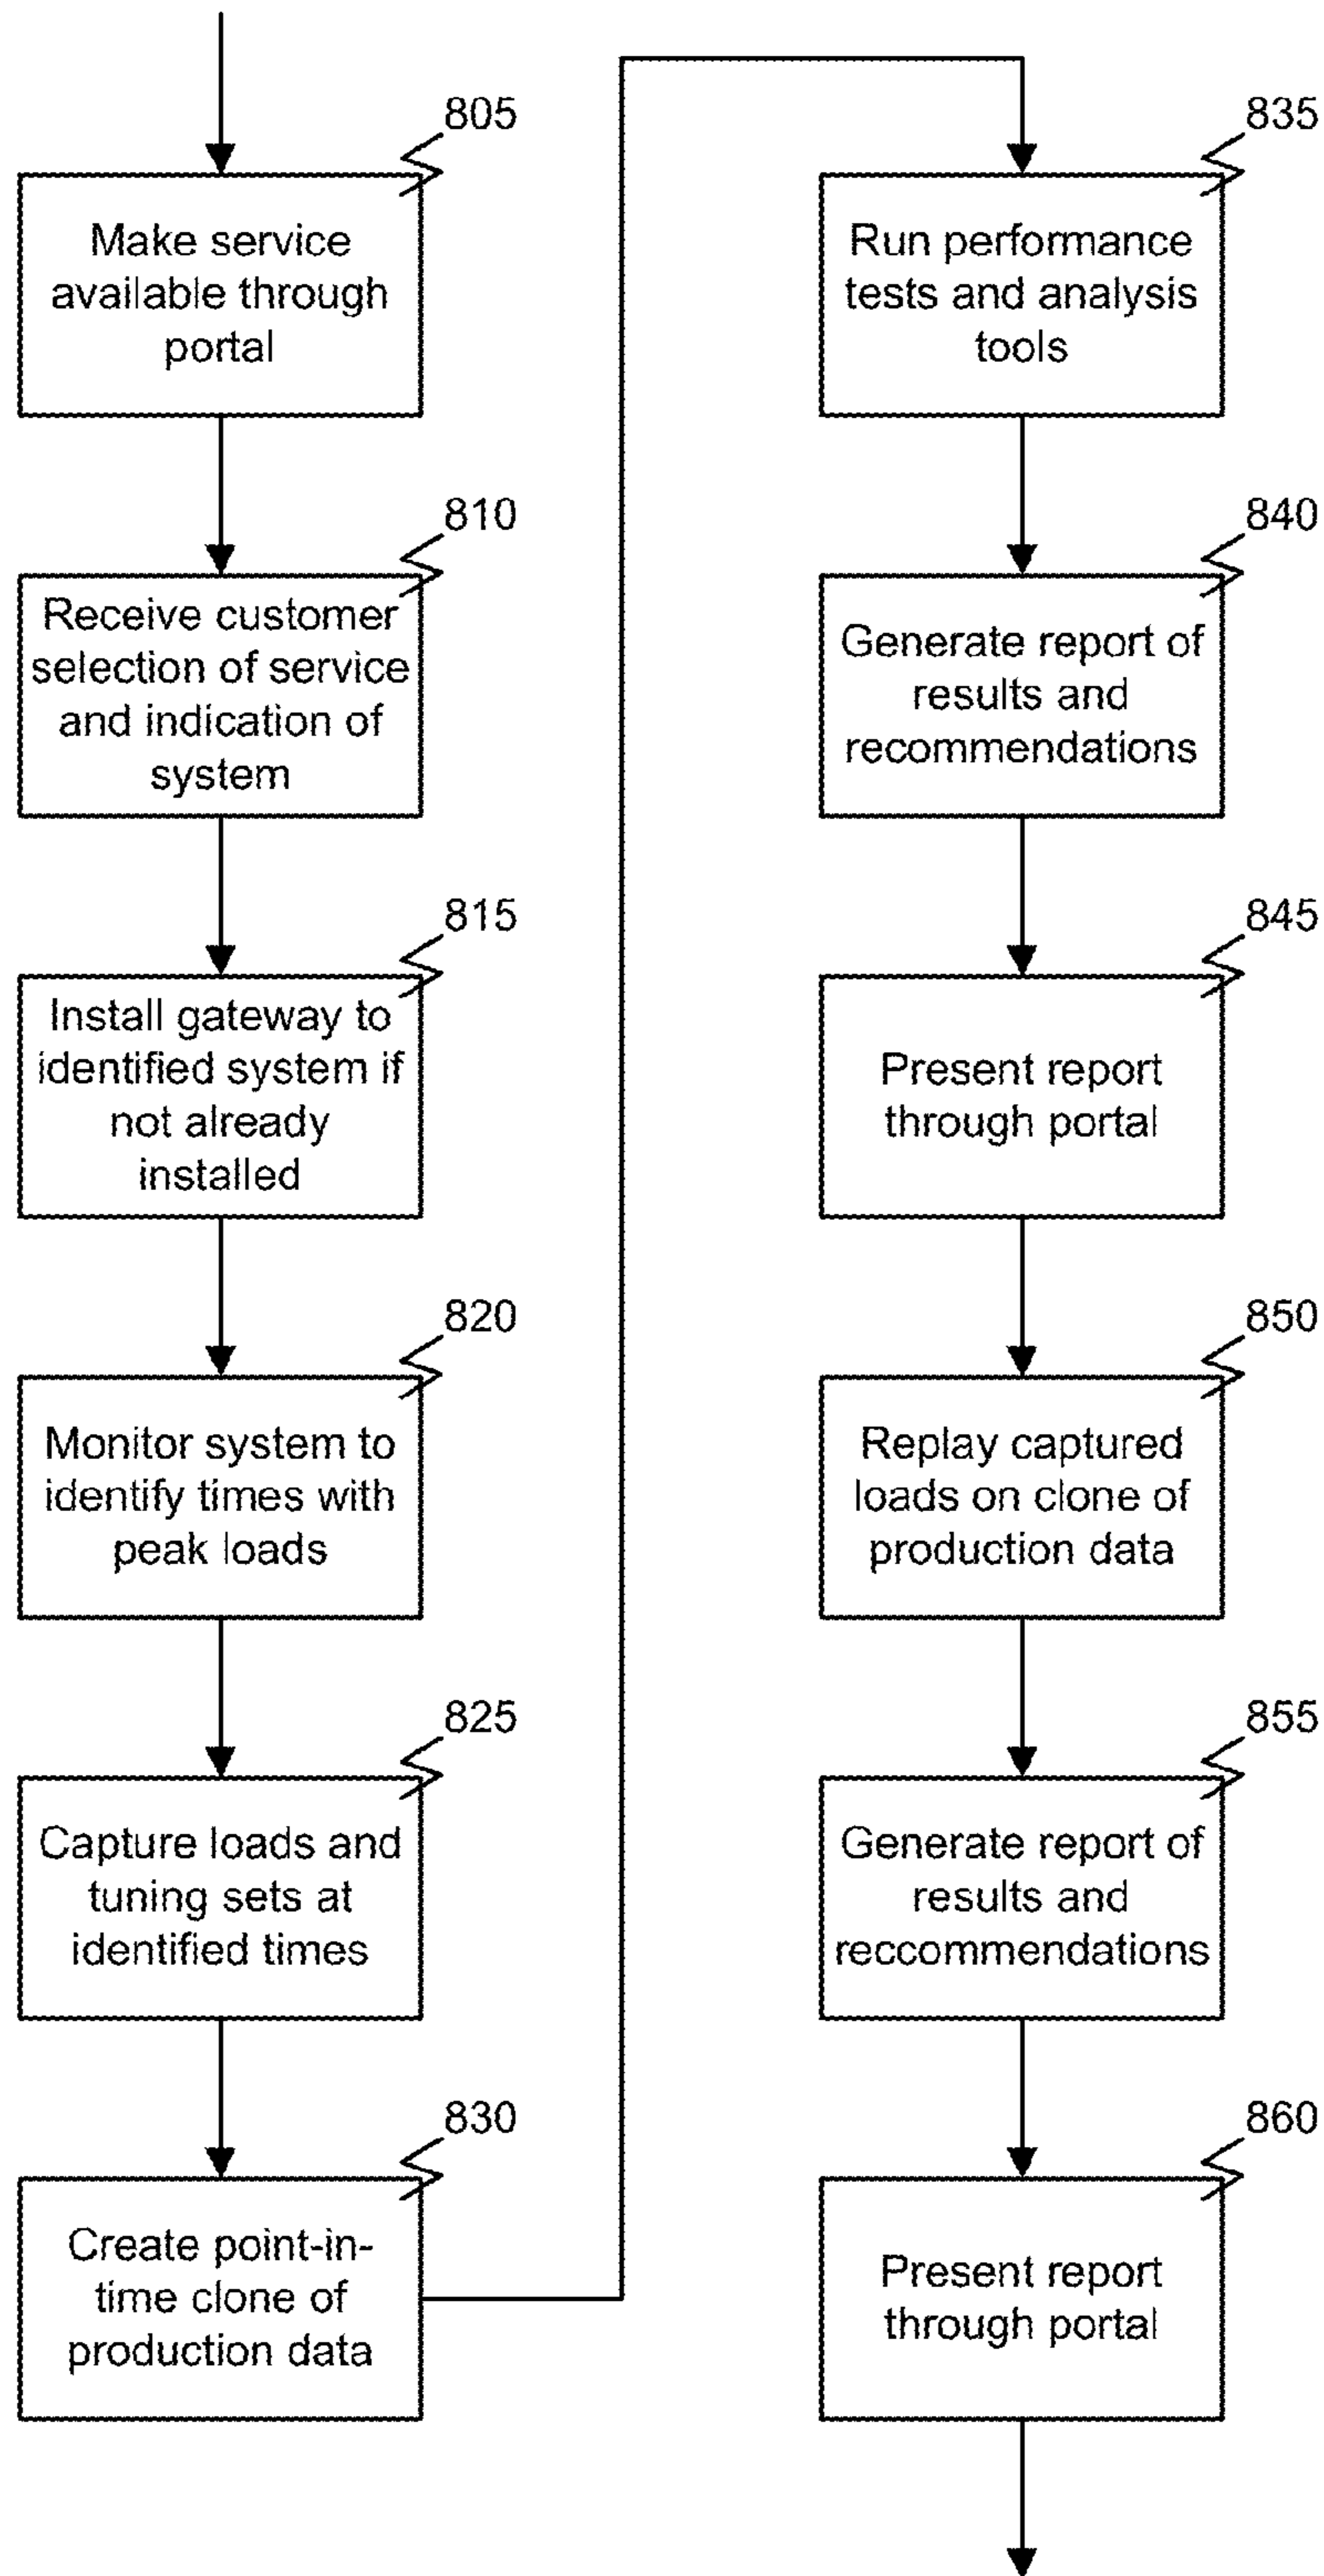 805
Make service
available through
portal
810
Receive customer
selection of service
and indication of
system
815
Install gateway to
identified system if
not already
installed
820
Monitor system to
identify times with
peak loads
825
Capture loads and
tuning sets at
identified times
830
Create point-in-
time clone of
production data
835
Run performance
tests and analysis
tools
840
Generate report of
results and
recommendations
845
Present report
through portal
850
Replay captured
loads on clone of
production data
855
Generate report of
results and
reccommendations
860
Present report
through portal